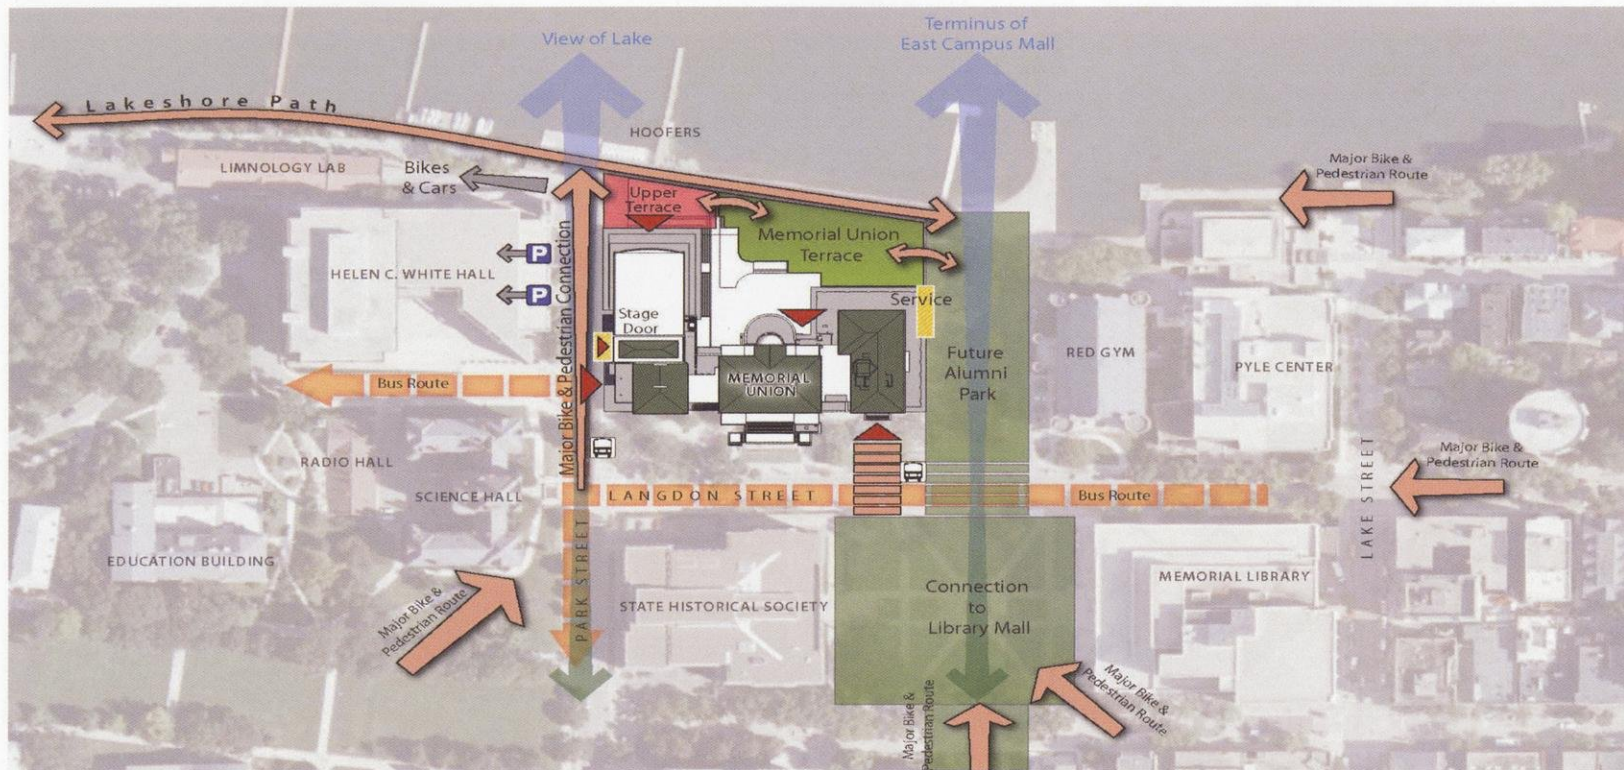 View of Lake
Terminus of
East Campus Mall
Lakeshore Path
HOOFERS
LIMNOLOGY LAB
Bikes
& Cars
Major Bike &
Pedestrian Route
Upper
Terrace
Memorial Union
Terrace
Major Bike & Pedestrian Connection
P
HELEN C. WHITE HALL
P
Stage
Door
Service
Future
Alumni
Park
RED GYM
PYLE CENTER
Bus Route
MEMORIAL
UNION
RADIO HALL
SCIENCE HALL
LANGDON STREET
Bus Route
LAKE STREET
Major Bike &
Pedestrian Route
EDUCATION BUILDING
PARK STREET
STATE HISTORICAL SOCIETY
Connection
to
Library Mall
MEMORIAL LIBRARY
Major Bike &
Pedestrian Route
Major Bike &
Pedestrian Route
Major Bike &
Pedestrian Route